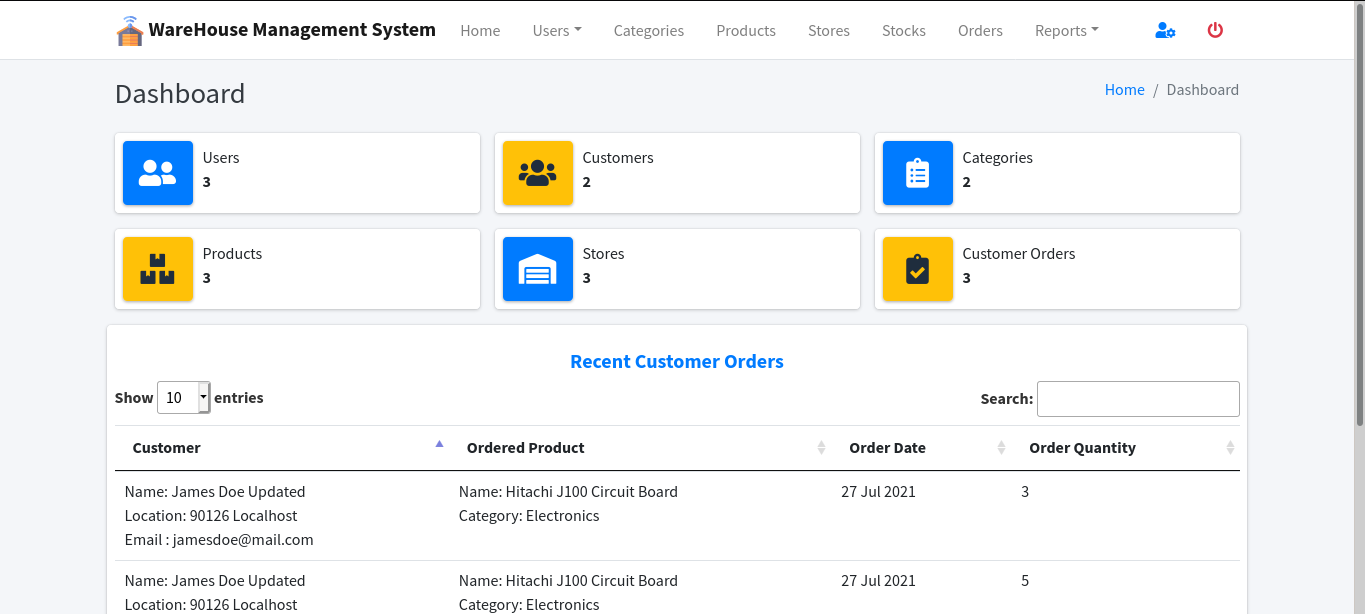 WareHouse Management System Home Users Categories Products Stores Stocks Orders Reports
Dashboard
Home / Dashboard
Users
3
Customers
2
Categories
2
Products
3
Stores
3
Customer Orders
3
Recent Customer Orders
Show 10 entries
Search:
Customer Ordered Product Order Date Order Quantity
Name: James Doe Updated Name: Hitachi J100 Circuit Board 27 Jul 2021 3
Location: 90126 Localhost Category: Electronics
Email : jamesdoe@mail.com
Name: James Doe Updated Name: Hitachi J100 Circuit Board 27 Jul 2021 5
Location: 90126 Localhost Category: Electronics